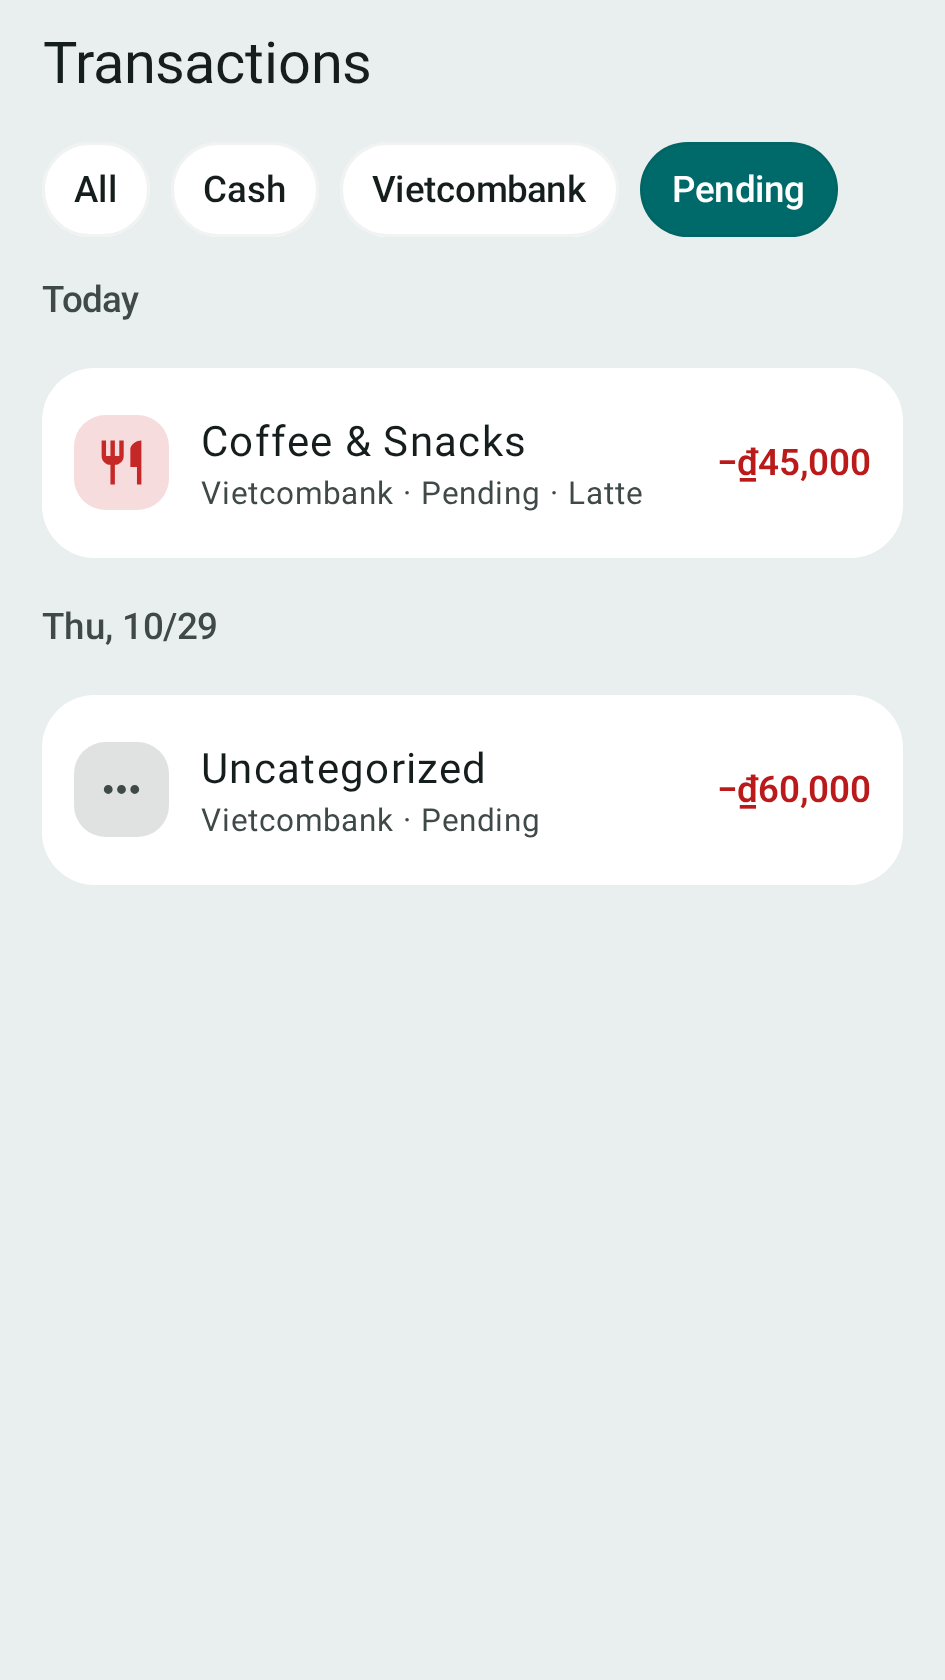 Transactions
All
Cash
Vietcombank
Pending
Today
Coffee & Snacks
Vietcombank · Pending · Latte
−₫45,000
Thu, 10/29
Uncategorized
Vietcombank · Pending
−₫60,000